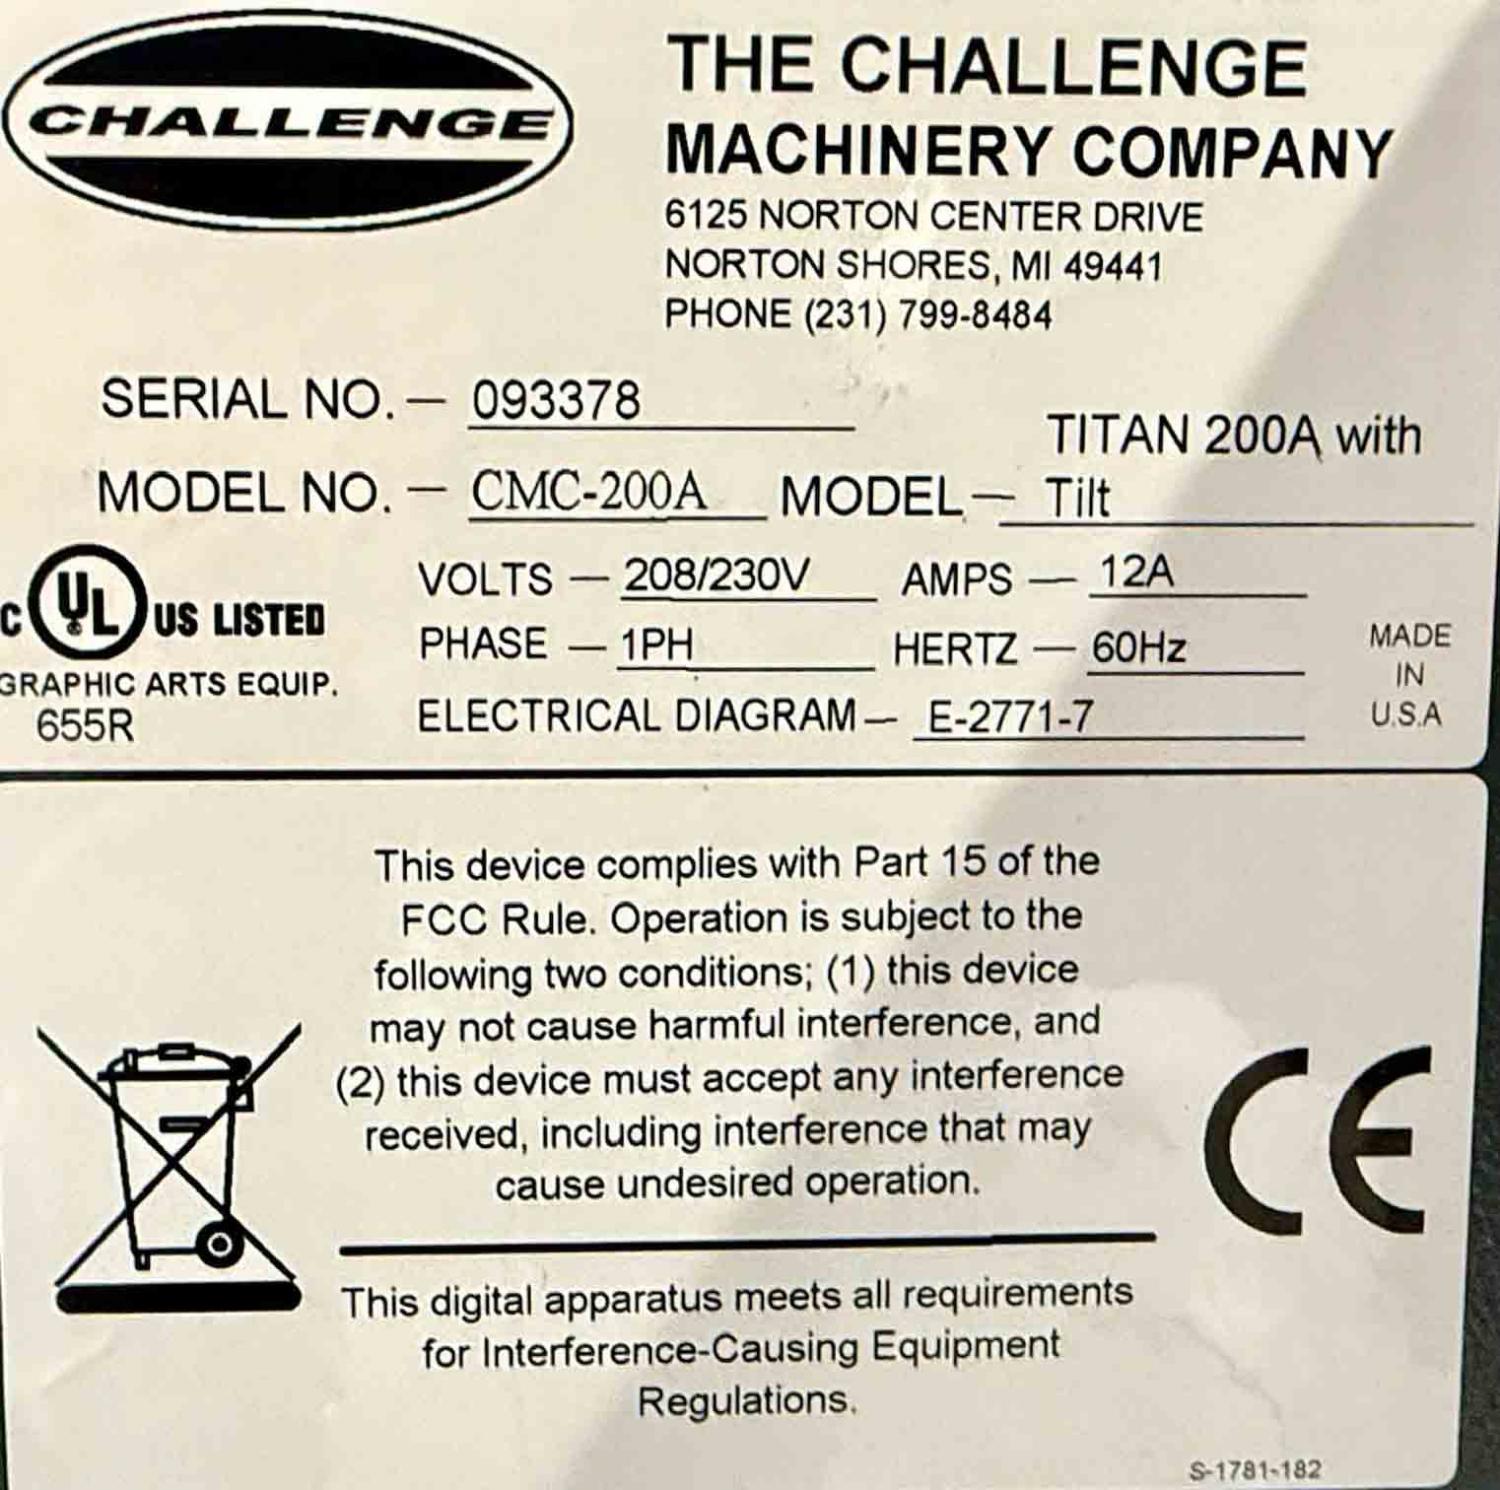 CHALLENGE
THE CHALLENGE
MACHINERY COMPANY
6125 NORTON CENTER DRIVE
NORTON SHORES, MI 49441
PHONE (231) 799-8484
SERIAL NO. — 093378
TITAN 200A with
MODEL NO. — CMC-200A MODEL — Tilt
VOLTS — 208/230V AMPS — 12A
C UL US LISTED
PHASE — 1PH HERTZ — 60Hz
MADE
IN
U.S.A
GRAPHIC ARTS EQUIP.
655R
ELECTRICAL DIAGRAM — E-2771-7
This device complies with Part 15 of the
FCC Rule. Operation is subject to the
following two conditions; (1) this device
may not cause harmful interference, and
(2) this device must accept any interference
received, including interference that may
cause undesired operation.
CE
This digital apparatus meets all requirements
for Interference-Causing Equipment
Regulations.
S-1781-182